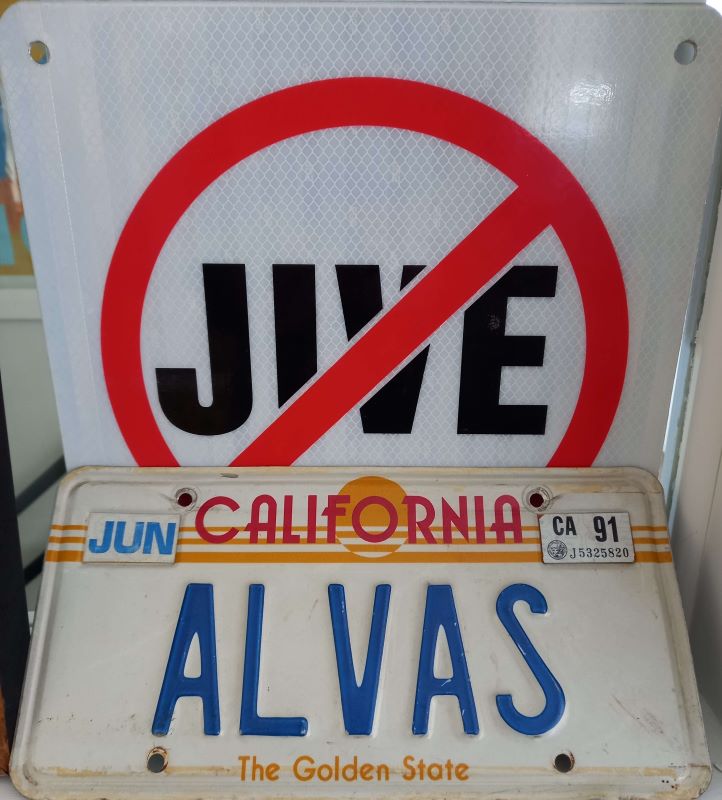 JIVE
CALIFORNIA
JUN
CA 91
J5325820
ALVAS
The Golden State